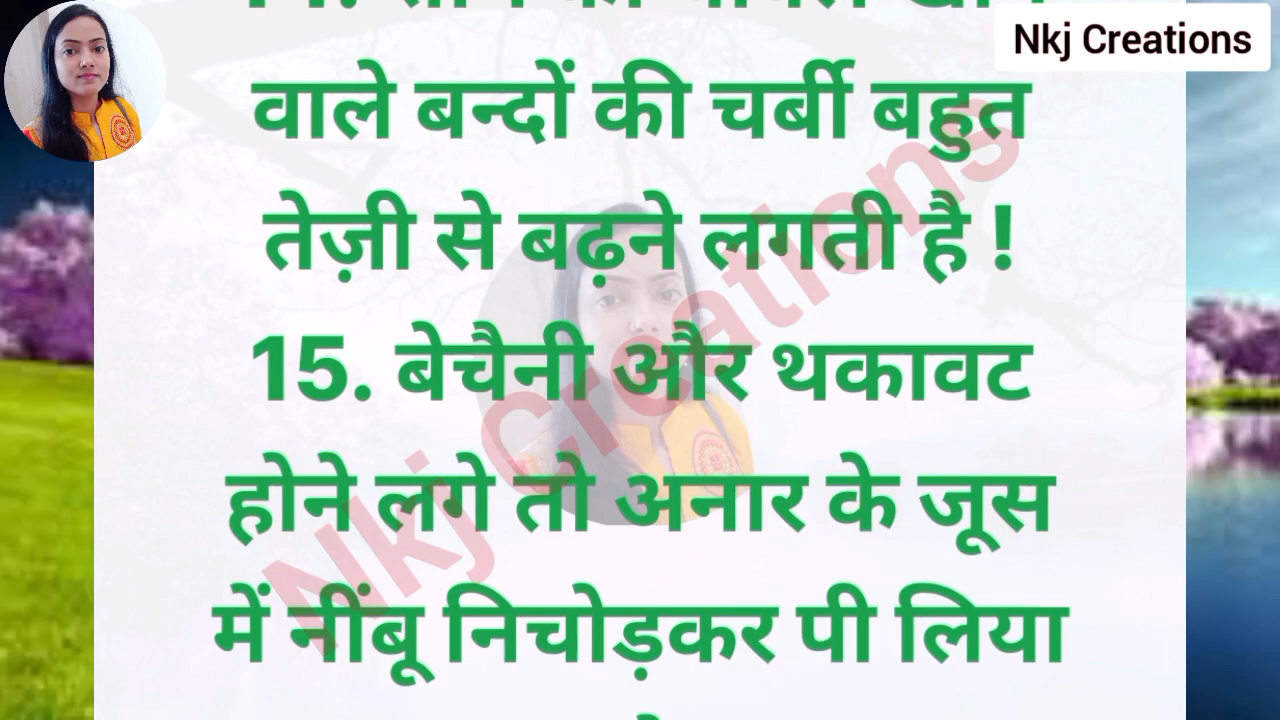 Nkj Creations
वाले बन्दों की चर्बी बहुत
तेज़ी से बढ़ने लगती है !
15. बेचैनी और थकावट
होने लगे तो अनार के जूस
में नींबू निचोड़कर पी लिया
Nkj Creations